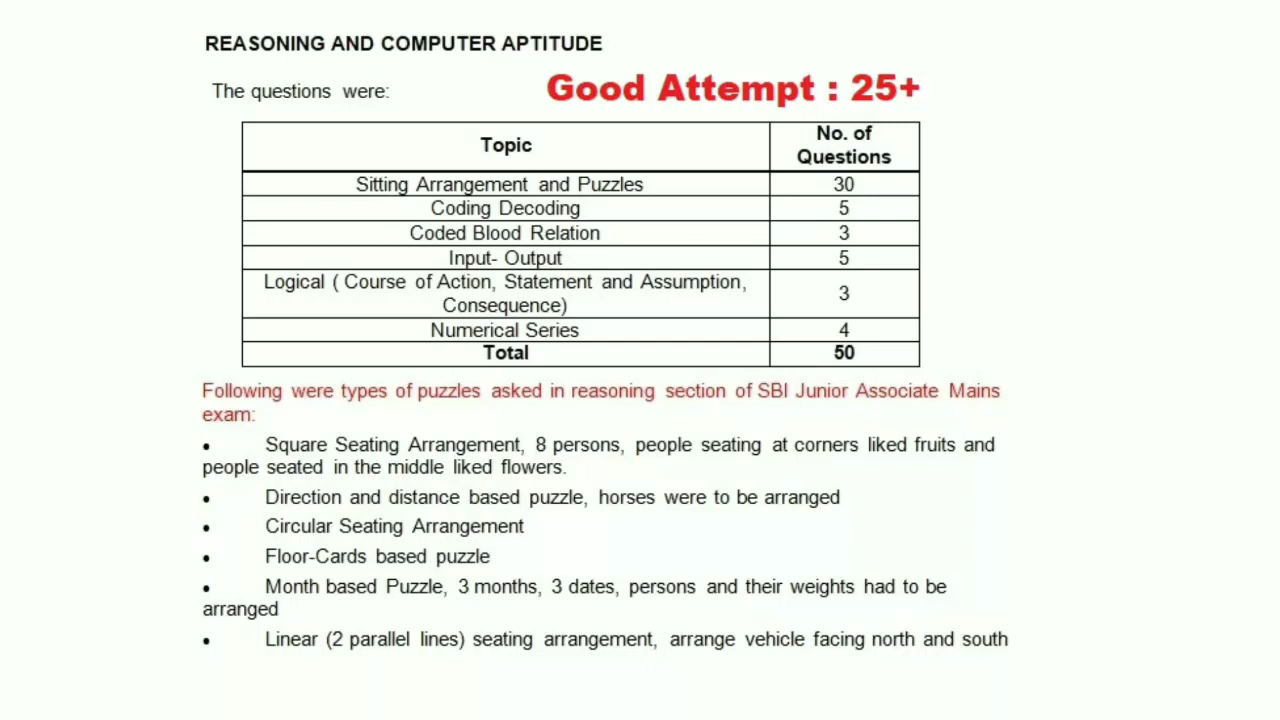 REASONING AND COMPUTER APTITUDE
The questions were:
Good Attempt : 25+
Topic
No. of
Questions
Sitting Arrangement and Puzzles 30
Coding Decoding 5
Coded Blood Relation 3
Input- Output 5
Logical ( Course of Action, Statement and Assumption,
Consequence)
3
Numerical Series 4
Total 50
Following were types of puzzles asked in reasoning section of SBI Junior Associate Mains
exam:
• Square Seating Arrangement, 8 persons, people seating at corners liked fruits and
people seated in the middle liked flowers.
• Direction and distance based puzzle, horses were to be arranged
• Circular Seating Arrangement
• Floor-Cards based puzzle
• Month based Puzzle, 3 months, 3 dates, persons and their weights had to be
arranged
• Linear (2 parallel lines) seating arrangement, arrange vehicle facing north and south